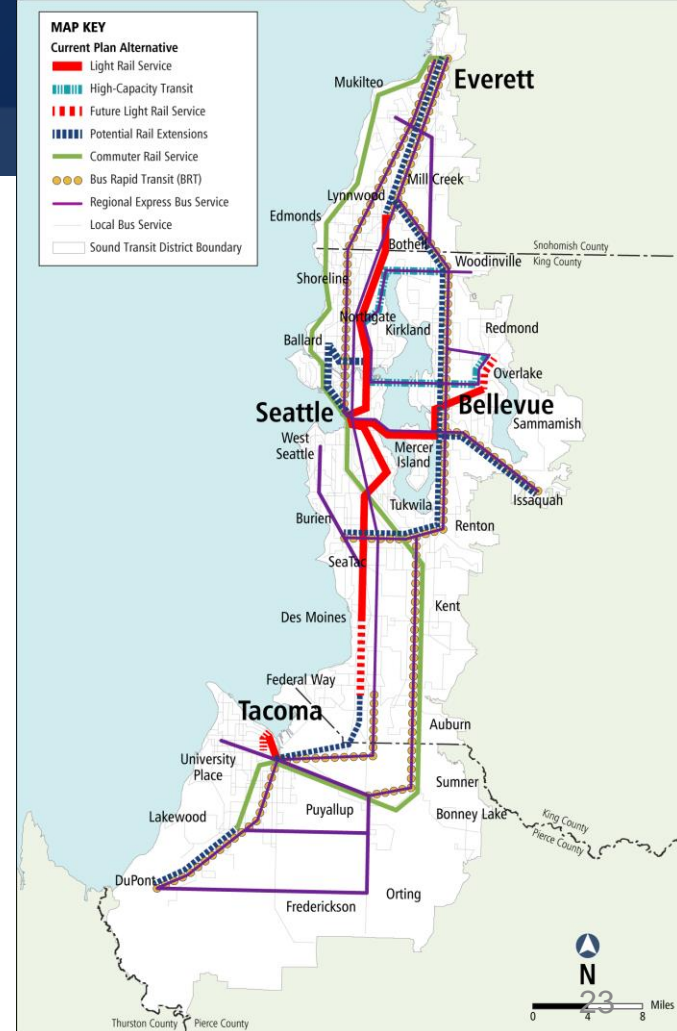 MAP KEY
Current Plan Alternative
Light Rail Service
High-Capacity Transit
Future Light Rail Service
Potential Rail Extensions
Commuter Rail Service
Bus Rapid Transit (BRT)
Regional Express Bus Service
Local Bus Service
Sound Transit District Boundary
Everett
Mukilteo
Mill Creek
Lynnwood
Edmonds
Bothell
Snohomish County
King County
Woodinville
Shoreline
Northgate
Kirkland
Redmond
Ballard
Overlake
Seattle
Bellevue
Sammamish
West
Seattle
Mercer
Island
Issaquah
Tukwila
Burien
Renton
SeaTac
Kent
Des Moines
Federal Way
Tacoma
Auburn
University
Place
Sumner
Puyallup
Bonney Lake
Lakewood
King County
Pierce County
DuPont
Orting
Frederickson
N
23
Miles
0 4 8
Thurston County
Pierce County